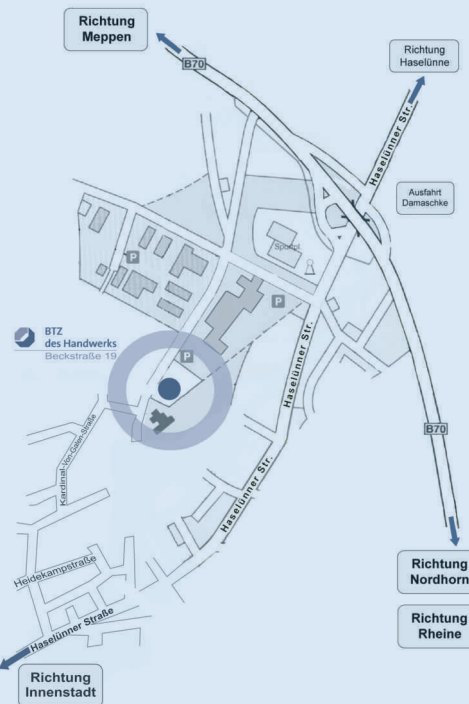 Richtung
Meppen
B70
Richtung
Haselünne
Haselünner Str.
Ausfahrt
Damaschke
Sportpl.
P
P
P
BTZ
des Handwerks
Beckstraße 19
Haselünner Str.
B70
Kardinal-Von-Galen-Straße
Haselünner Str.
Heidekampstraße
Haselünner Straße
Richtung
Nordhorn
Richtung
Rheine
Richtung
Innenstadt